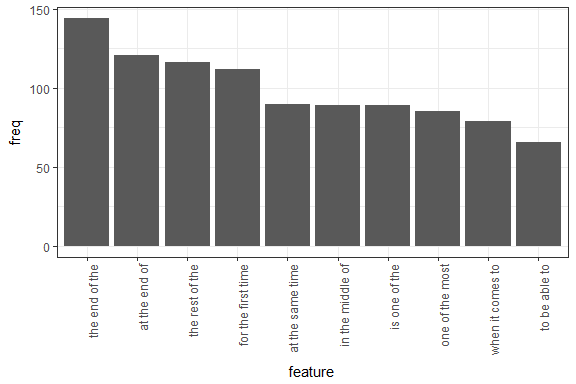 150
100
50
0
freq
the end of the
at the end of
the rest of the
for the first time
at the same time
in the middle of
is one of the
one of the most
when it comes to
to be able to
feature